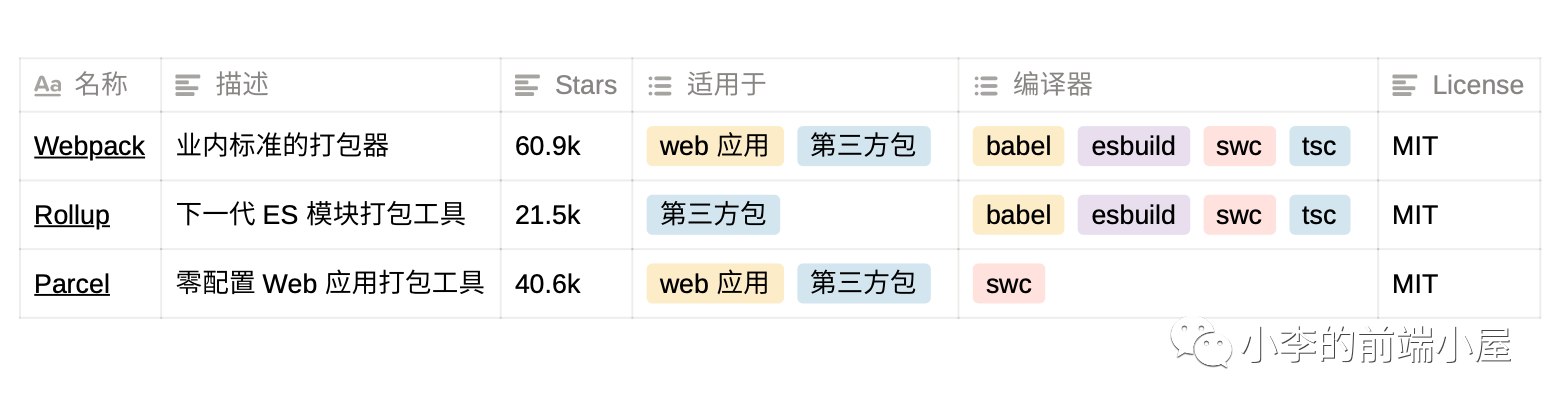 Aa 名称 描述 Stars 适用于 编译器 License
Webpack 业内标准的打包器 60.9k web 应用 第三方包 babel esbuild swc tsc MIT
Rollup 下一代 ES 模块打包工具 21.5k 第三方包 babel esbuild swc tsc MIT
Parcel 零配置 Web 应用打包工具 40.6k web 应用 第三方包 swc MIT
小李的前端小屋